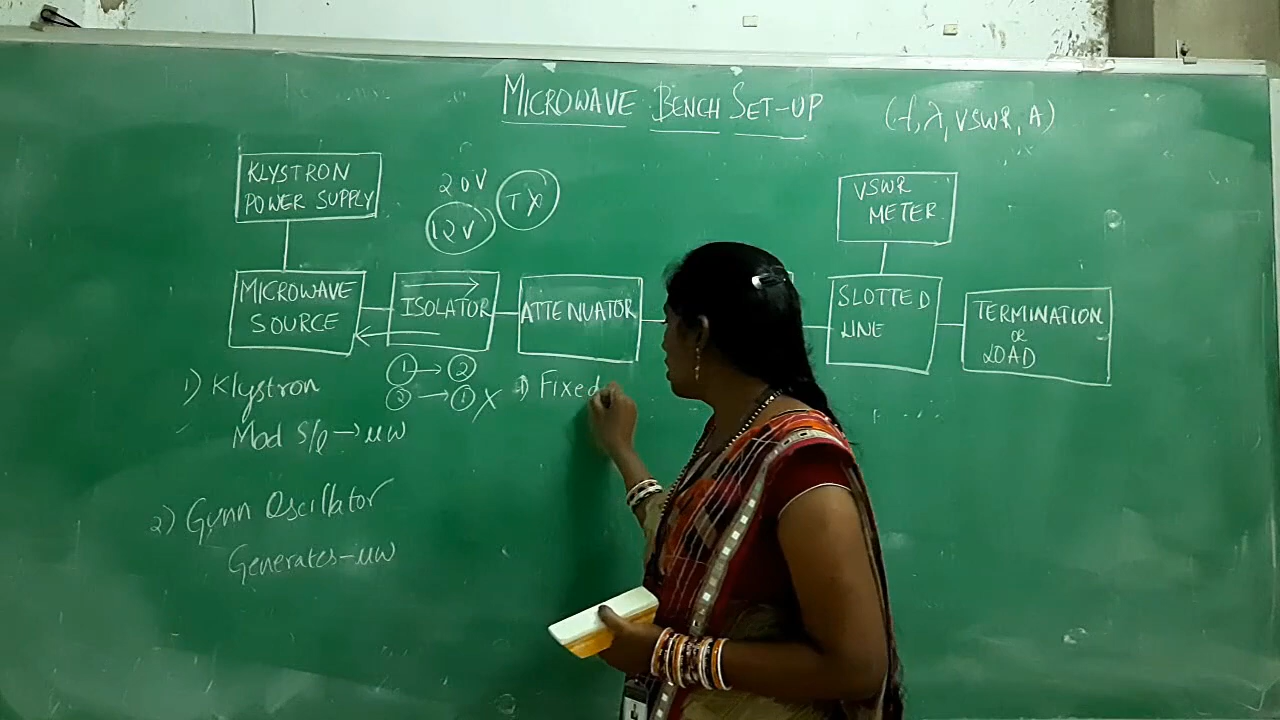 MICROWAVE BENCH SET-UP (f, λ, VSWR, A)
KLYSTRON
POWER SUPPLY
20V
12V
TX
VSWR
METER
MICROWAVE
SOURCE
ISOLATOR
ATTENUATOR
SLOTTED
LINE
TERMINATION
OR
LOAD
1 → 2
2 → 1 X
1) Klystron
Mod S/g → μw
2) Gunn Oscillator
Generates - μw
1) Fixed